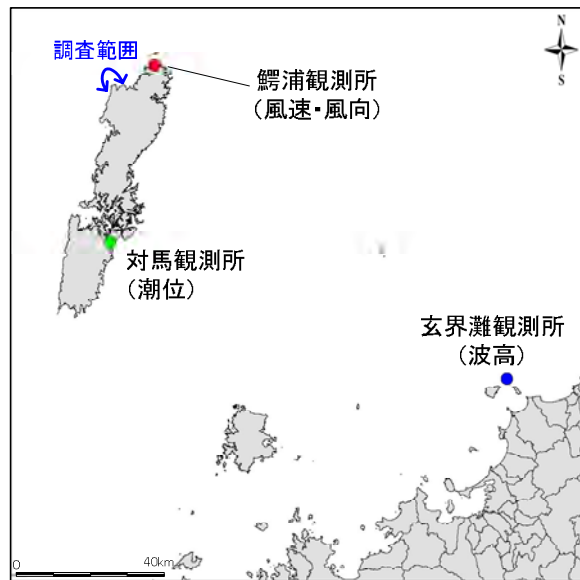 調査範囲
N
S
鰐浦観測所
（風速・風向）
対馬観測所
（潮位）
玄界灘観測所
（波高）
0
40km